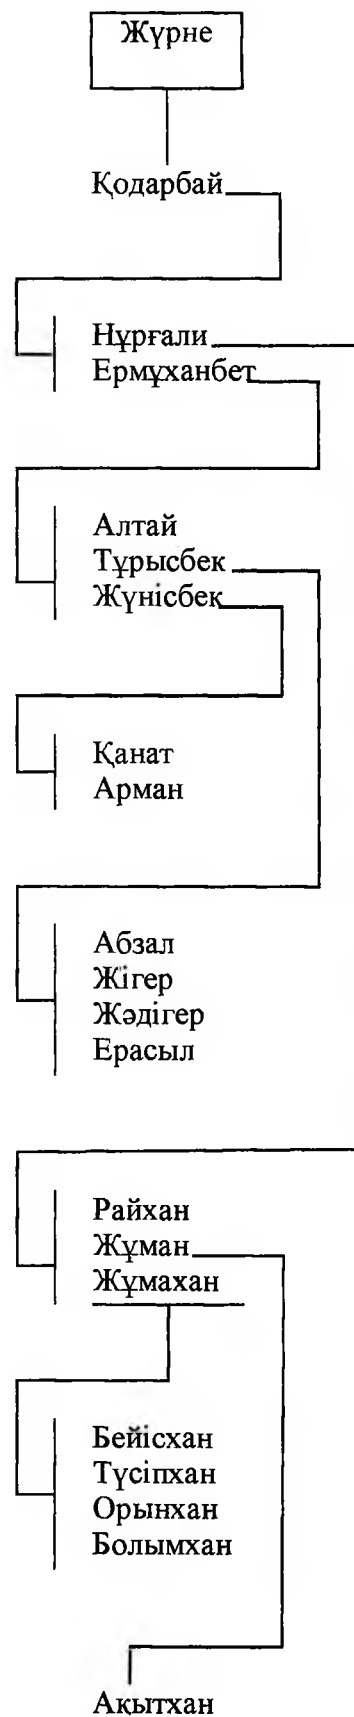 Жүрне
Қодарбай
Нұрғали
Ермұханбет
Алтай
Тұрысбек
Жүнісбек
Қанат
Арман
Абзал
Жігер
Жәдігер
Ерасыл
Райхан
Жұман
Жұмахан
Бейісхан
Түсіпхан
Орынхан
Болымхан
Ақытхан